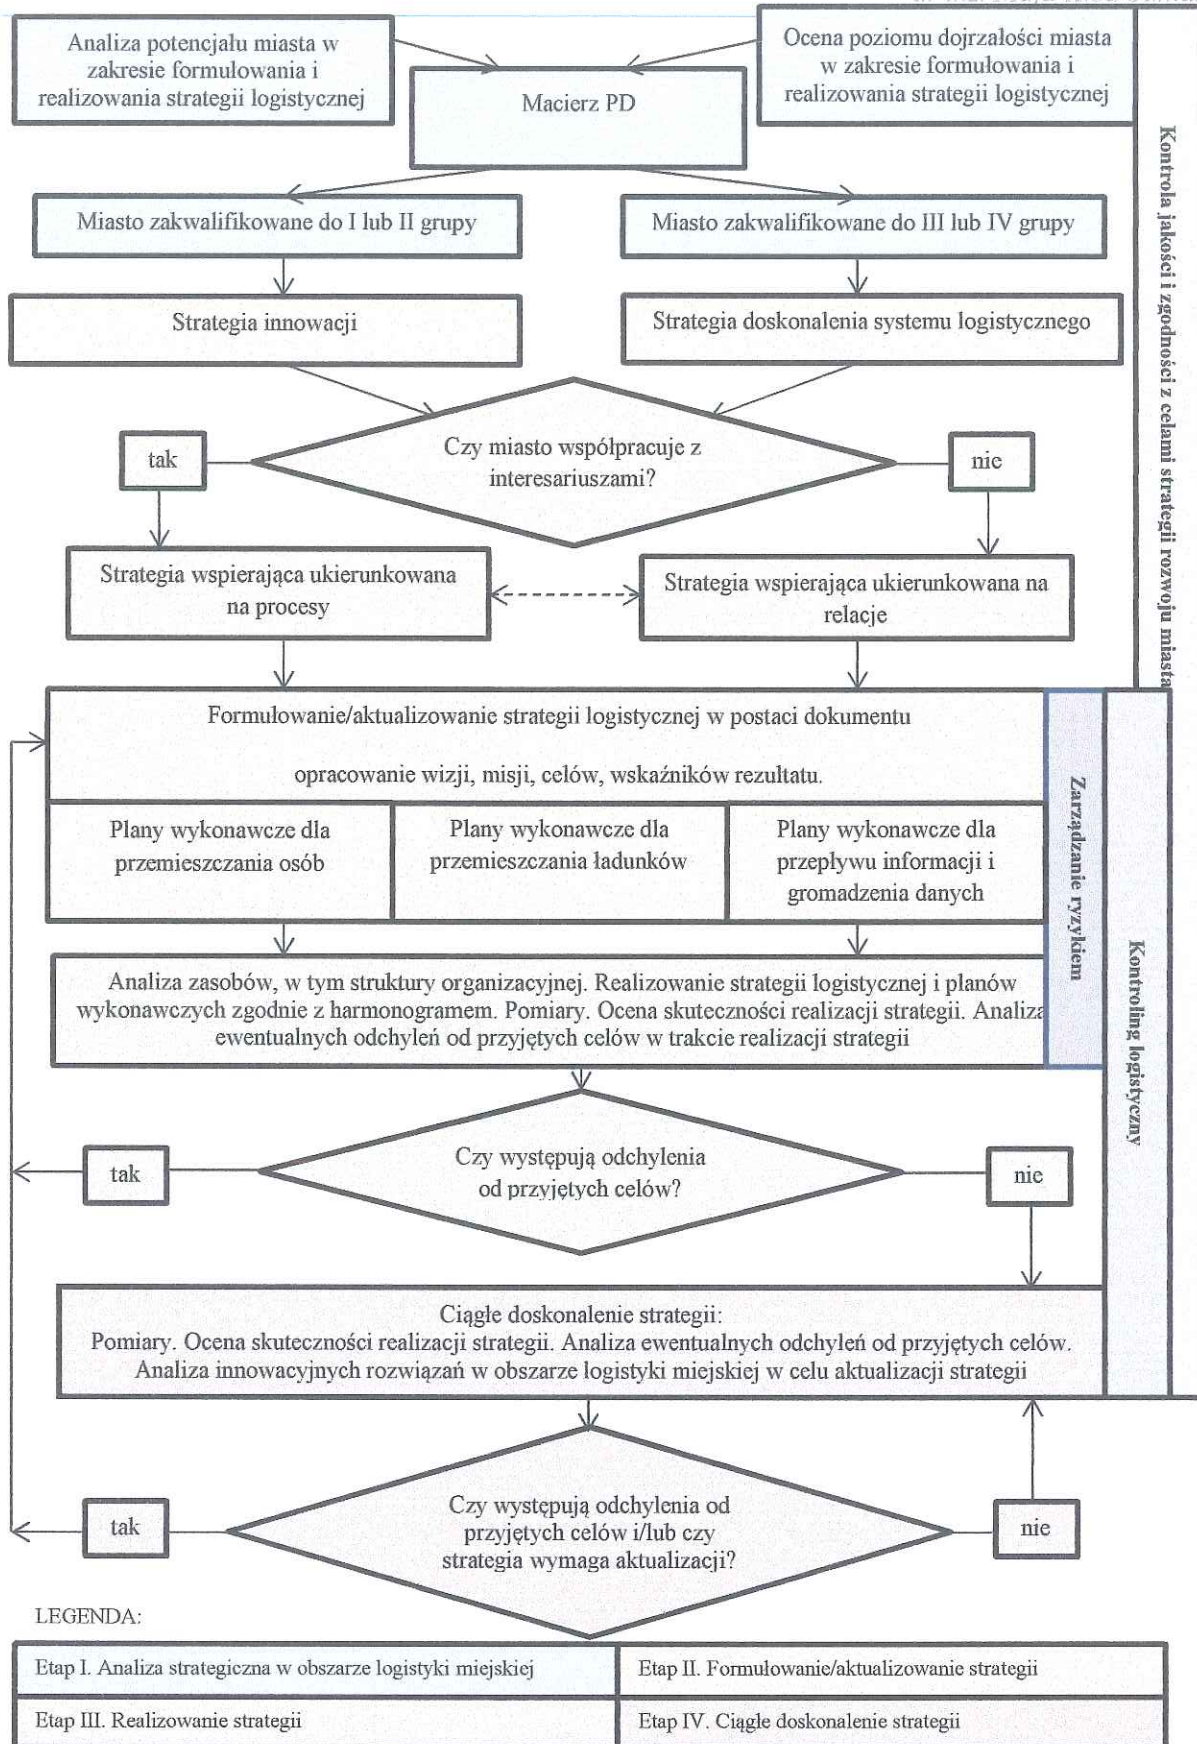 Analiza potencjału miasta w
zakresie formułowania i
realizowania strategii logistycznej
Ocena poziomu dojrzałości miasta
w zakresie formułowania i
realizowania strategii logistycznej
Macierz PD
Kontrola jakości i zgodności z celami strategii rozwoju miasta
Miasto zakwalifikowane do I lub II grupy
Miasto zakwalifikowane do III lub IV grupy
Strategia innowacji
Strategia doskonalenia systemu logistycznego
Czy miasto współpracuje z
interesariuszami?
tak
nie
Strategia wspierająca ukierunkowana
na procesy
Strategia wspierająca ukierunkowana na
relacje
Formułowanie/aktualizowanie strategii logistycznej w postaci dokumentu
opracowanie wizji, misji, celów, wskaźników rezultatu.
Zarządzanie ryzykiem
Kontroling logistyczny
Plany wykonawcze dla
przemieszczania osób
Plany wykonawcze dla
przemieszczania ładunków
Plany wykonawcze dla
przepływu informacji i
gromadzenia danych
Analiza zasobów, w tym struktury organizacyjnej. Realizowanie strategii logistycznej i planów
wykonawczych zgodnie z harmonogramem. Pomiary. Ocena skuteczności realizacji strategii. Analiza
ewentualnych odchyleń od przyjętych celów w trakcie realizacji strategii
Czy występują odchylenia
od przyjętych celów?
tak
nie
Ciągłe doskonalenie strategii:
Pomiary. Ocena skuteczności realizacji strategii. Analiza ewentualnych odchyleń od przyjętych celów.
Analiza innowacyjnych rozwiązań w obszarze logistyki miejskiej w celu aktualizacji strategii
Czy występują odchylenia od
przyjętych celów i/lub czy
strategia wymaga aktualizacji?
tak
nie
LEGENDA:
Etap I. Analiza strategiczna w obszarze logistyki miejskiej
Etap II. Formułowanie/aktualizowanie strategii
Etap III. Realizowanie strategii
Etap IV. Ciągłe doskonalenie strategii